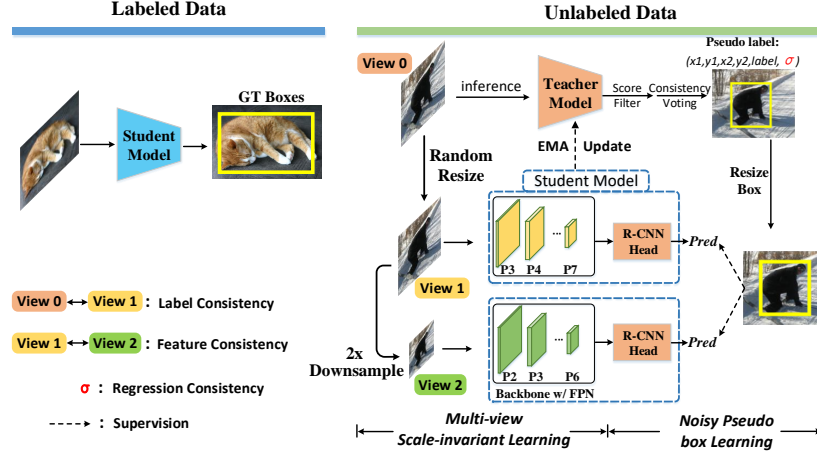 Labeled Data
Unlabeled Data
GT Boxes
Student
Model
View 0
inference
Teacher
Model
Score
Filter
Consistency
Voting
Pseudo label:
(x1,y1,x2,y2,label, σ )
Random
Resize
EMA Update
Student Model
Resize
Box
P3 P4 ... P7
R-CNN
Head
Pred
View 1
2x
Downsample
View 2
P2 P3 ... P6
Backbone w/ FPN
R-CNN
Head
Pred
View 0 View 1 : Label Consistency
View 1 View 2 : Feature Consistency
σ : Regression Consistency
: Supervision
Multi-view
Scale-invariant Learning
Noisy Pseudo
box Learning